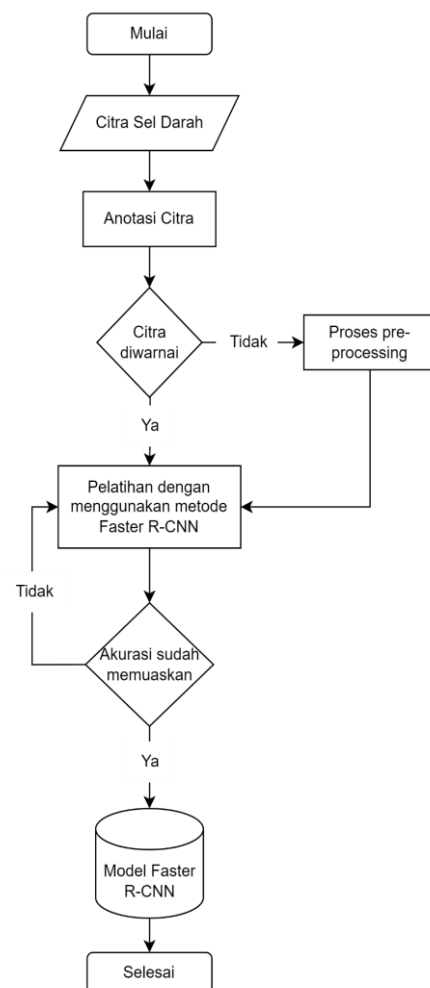 Mulai
Citra Sel Darah
Anotasi Citra
Citra
diwarnai
Tidak
Proses pre-
processing
Ya
Pelatihan dengan
menggunakan metode
Faster R-CNN
Tidak
Akurasi sudah
memuaskan
Ya
Model Faster
R-CNN
Selesai